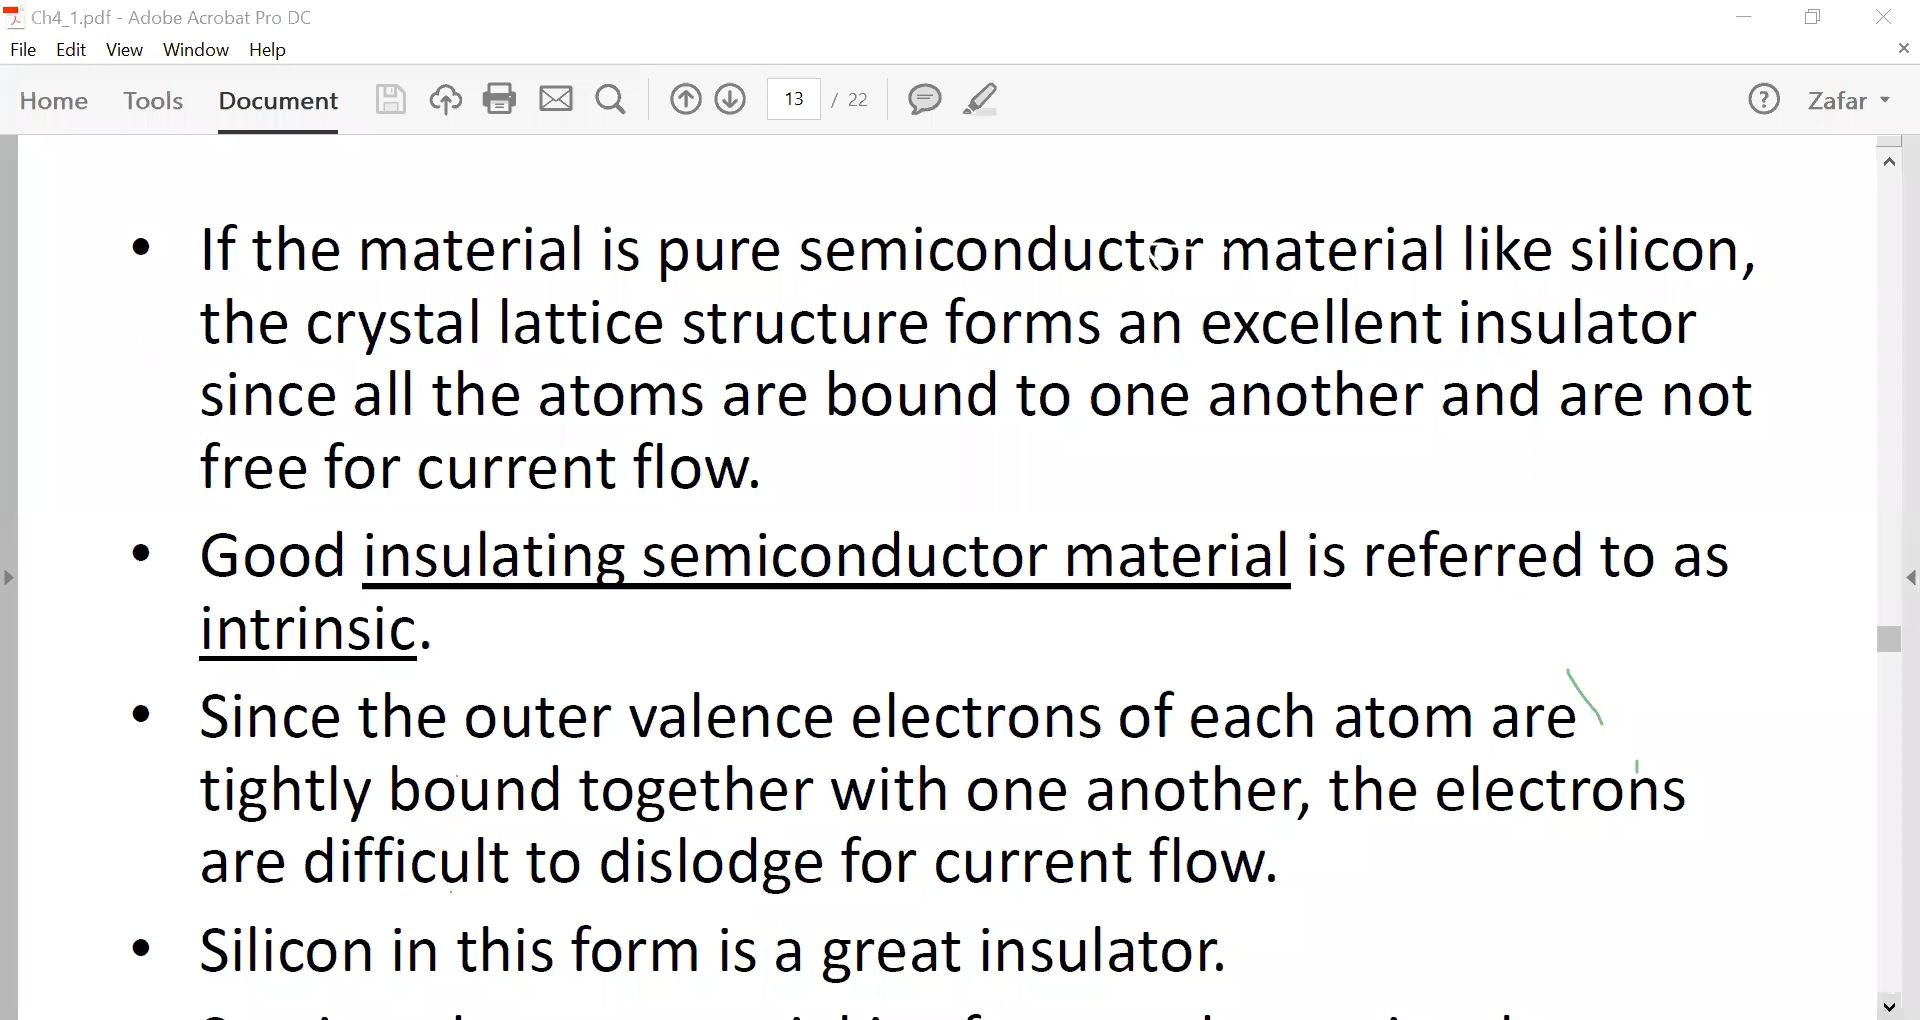 Ch4_1.pdf - Adobe Acrobat Pro DC
File Edit View Window Help
Home Tools Document 13 / 22 Zafar
• If the material is pure semiconductor material like silicon,
the crystal lattice structure forms an excellent insulator
since all the atoms are bound to one another and are not
free for current flow.
• Good insulating semiconductor material is referred to as
intrinsic.
• Since the outer valence electrons of each atom are
tightly bound together with one another, the electrons
are difficult to dislodge for current flow.
• Silicon in this form is a great insulator.